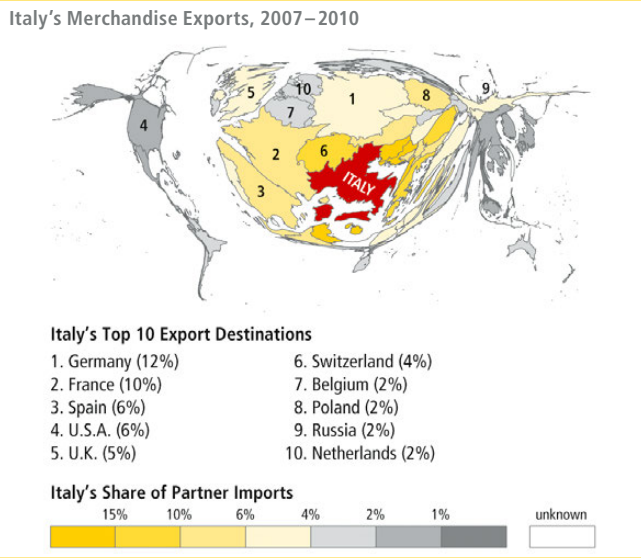 Italy's Merchandise Exports, 2007–2010
5
10
1
8
9
7
4
2
6
ITALY
3
Italy's Top 10 Export Destinations
1. Germany (12%)
2. France (10%)
3. Spain (6%)
4. U.S.A. (6%)
5. U.K. (5%)
6. Switzerland (4%)
7. Belgium (2%)
8. Poland (2%)
9. Russia (2%)
10. Netherlands (2%)
Italy's Share of Partner Imports
15% 10% 6% 4% 2% 1% unknown